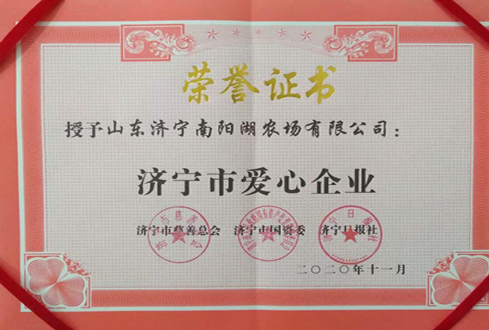 荣誉证书
授予山东济宁南阳湖农场有限公司：
济宁市爱心企业
济宁市慈善总会 济宁市国资委 济宁日报社
二〇二〇年十一月